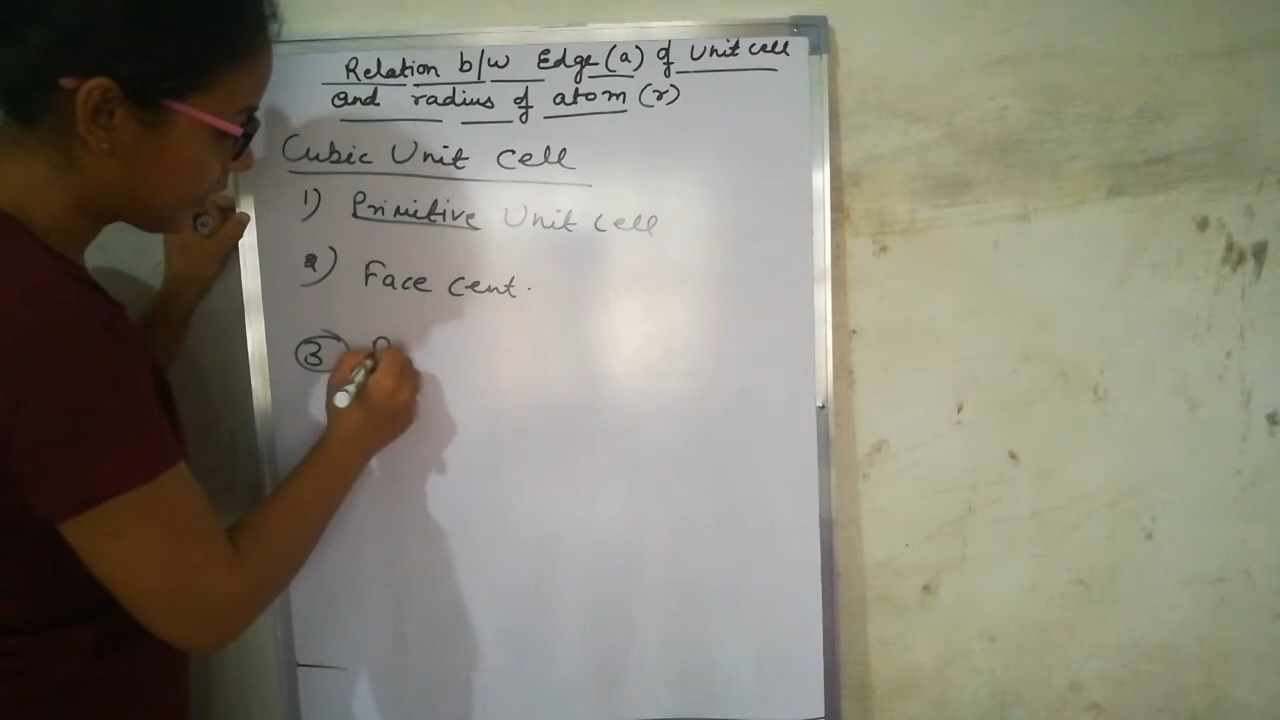 Relation b/w Edge (a) of Unit cell
and radius of atom (r)
Cubic Unit Cell
1) Primitive Unit Cell
2) Face Cent.
3)